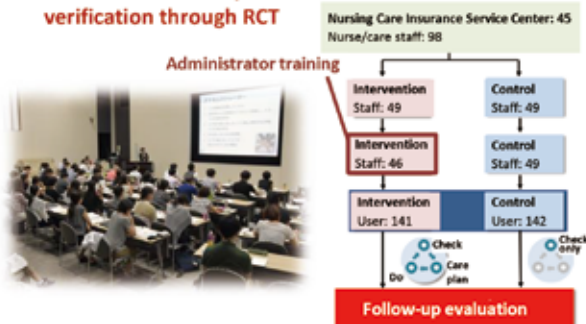 verification through RCT
Administrator training
Nursing Care Insurance Service Center: 45
Nurse/care staff: 98
Intervention
Staff: 49
Control
Staff: 49
Intervention
Staff: 46
Control
Staff: 49
Intervention
User: 141
Control
User: 142
Check
Do
Care
plan
Check
only
Follow-up evaluation